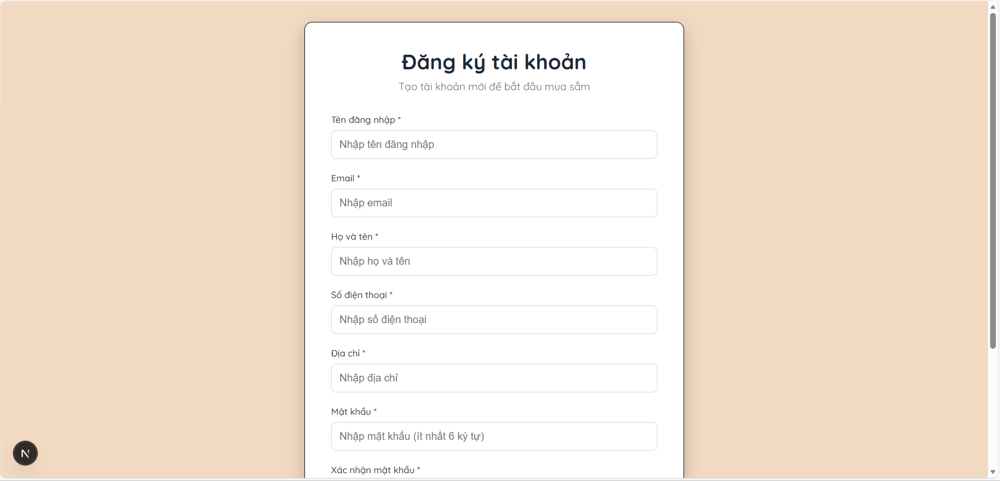 Đăng ký tài khoản
Tạo tài khoản mới để bắt đầu mua sắm
Tên đăng nhập *
Nhập tên đăng nhập
Email *
Nhập email
Họ và tên *
Nhập họ và tên
Số điện thoại *
Nhập số điện thoại
Địa chỉ *
Nhập địa chỉ
Mật khẩu *
Nhập mật khẩu (ít nhất 6 ký tự)
Xác nhận mật khẩu *
N